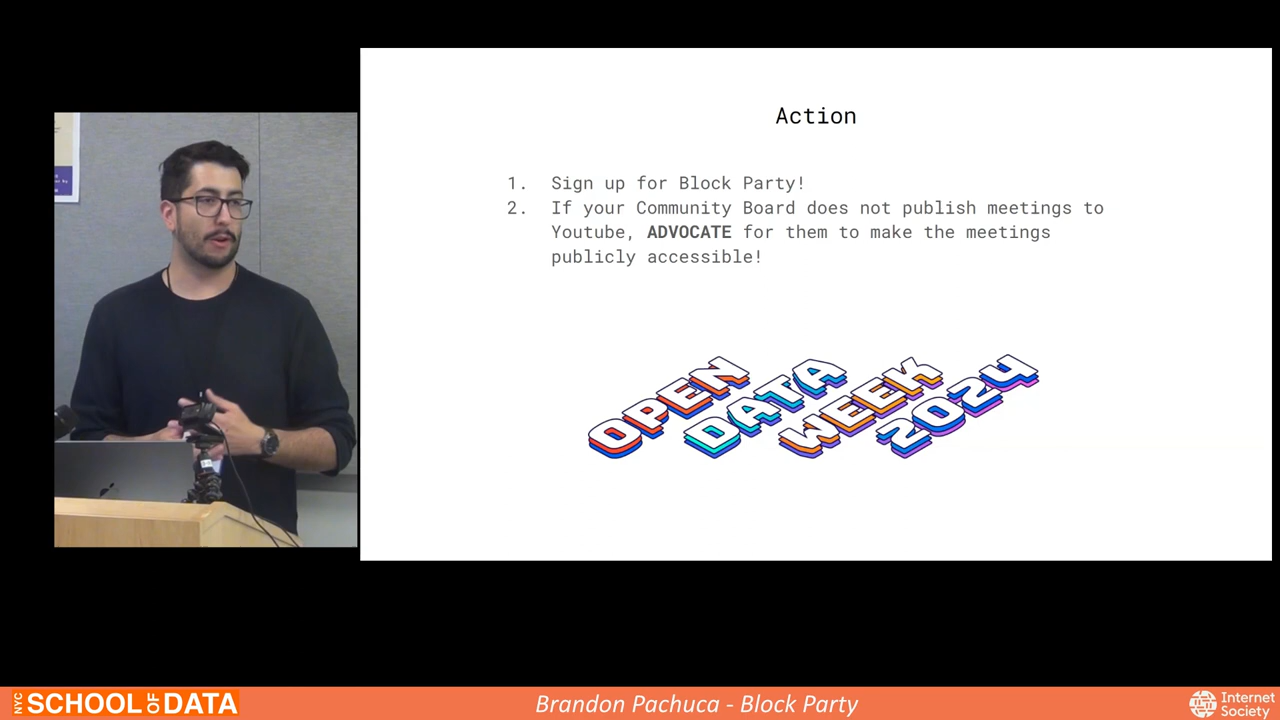 Action
1. Sign up for Block Party!
2. If your Community Board does not publish meetings to
Youtube, ADVOCATE for them to make the meetings
publicly accessible!
OPEN DATA WEEK 2024
NYC SCHOOL OF DATA
Brandon Pachuca - Block Party
Internet
Society